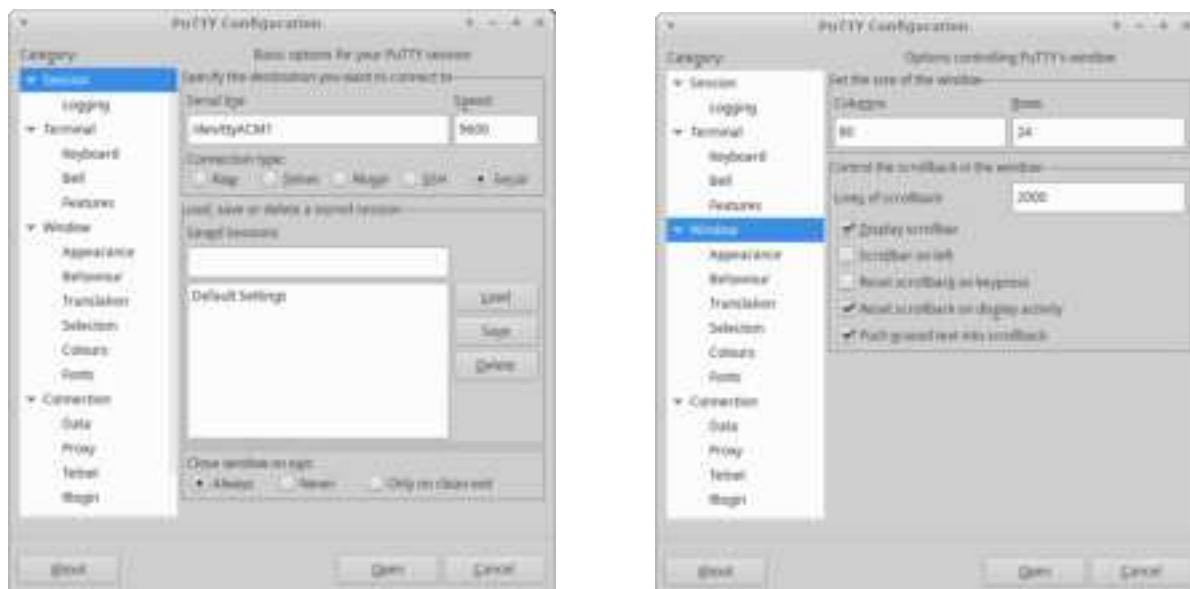 PuTTY Configuration
Category:
Basic options for your PuTTY session
Session
Logging
Terminal
Keyboard
Bell
Features
Window
Appearance
Behaviour
Translation
Selection
Colours
Fonts
Connection
Data
Proxy
Telnet
Rlogin
Specify the destination you want to connect to
Serial line
Speed
/dev/ttyACM1
9600
Connection type:
Raw
Telnet
Rlogin
SSH
Serial
Load, save or delete a stored session
Saved Sessions
Default Settings
Load
Save
Delete
Close window on exit:
Always
Never
Only on clean exit
About
Open
Cancel
PuTTY Configuration
Category:
Options controlling PuTTY's window
Session
Logging
Terminal
Keyboard
Bell
Features
Window
Appearance
Behaviour
Translation
Selection
Colours
Fonts
Connection
Data
Proxy
Telnet
Rlogin
Set the size of the window
Columns
Rows
80
24
Control the scrollback in the window
Lines of scrollback
2000
Display scrollbar
Scrollbar on left
Reset scrollback on keypress
Reset scrollback on display activity
Push erased text into scrollback
About
Open
Cancel